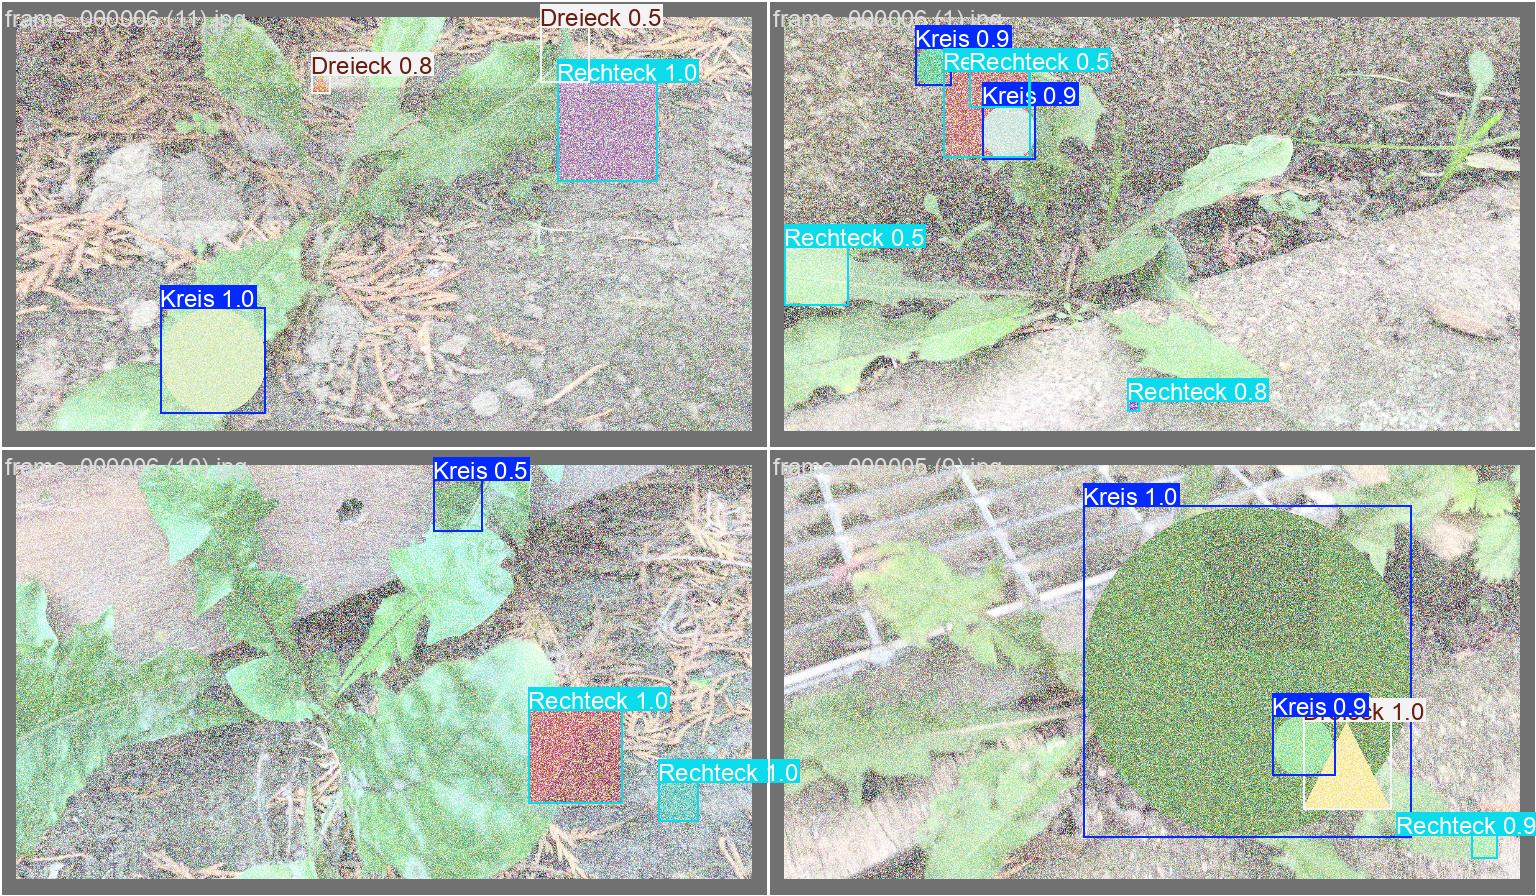 frame_000006 (11).jpg
Dreieck 0.5
Dreieck 0.8
Rechteck 1.0
Kreis 1.0
frame_000006 (1).jpg
Kreis 0.9
Rechteck 0.5
Kreis 0.9
Rechteck 0.5
Rechteck 0.8
frame_000006 (10).jpg
Kreis 0.5
Rechteck 1.0
Rechteck 1.0
frame_000005 (9).jpg
Kreis 1.0
Kreis 0.9
1.0
Rechteck 0.9